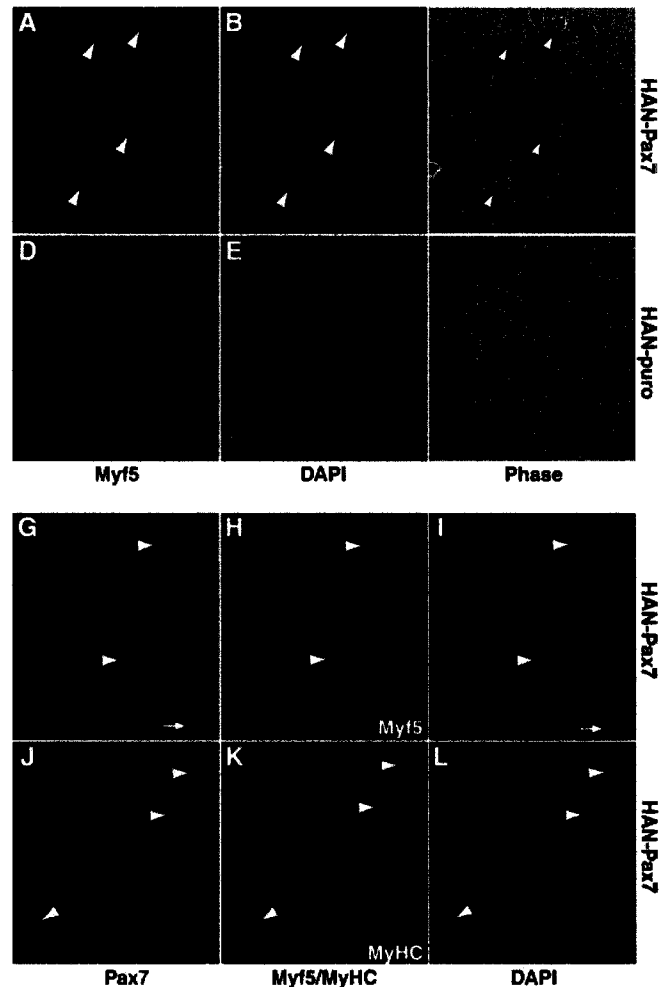 A
B
HAN-Pax7
D
E
HAN-puro
Myf5
DAPI
Phase
G
H
I
HAN-Pax7
Myf5
J
K
L
HAN-Pax7
MyHC
Pax7
Myf5/MyHC
DAPI